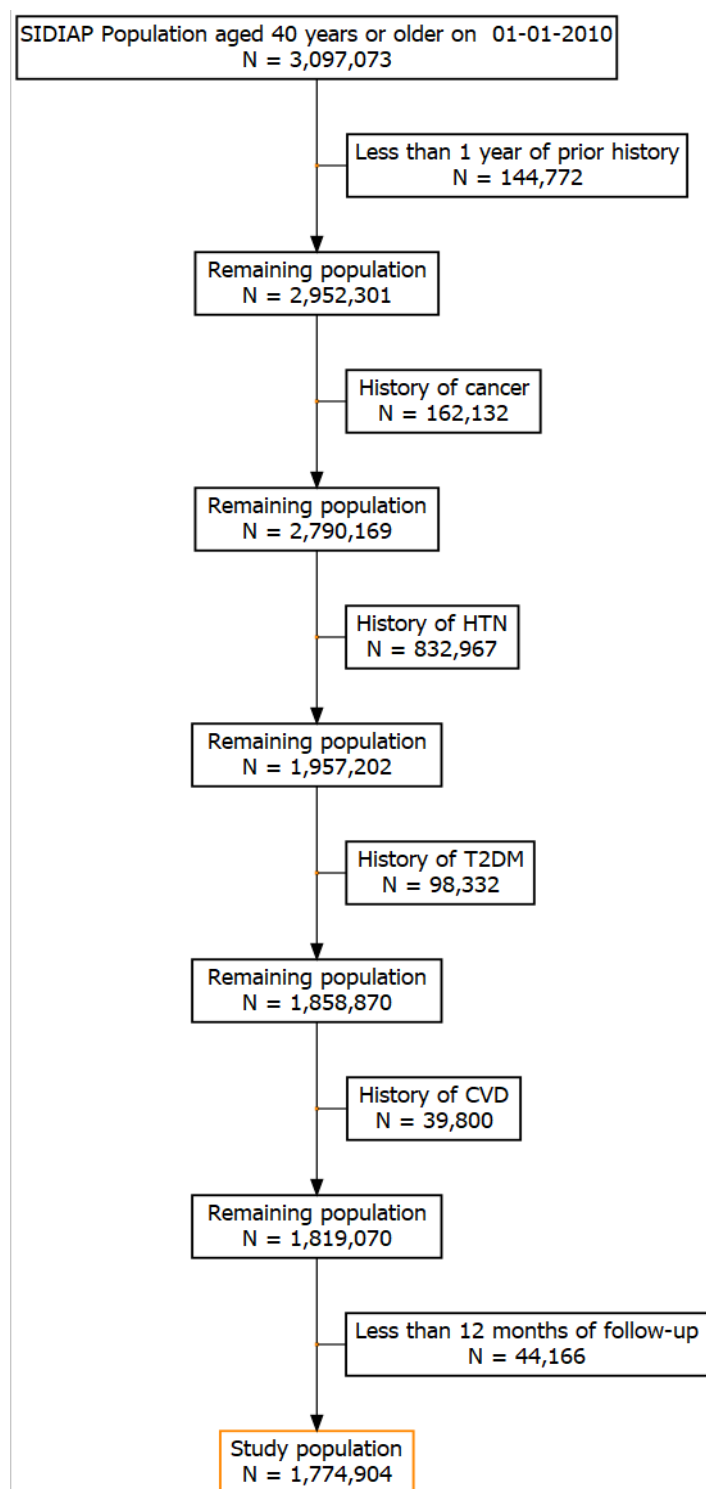 SIDIAP Population aged 40 years or older on 01-01-2010
N = 3,097,073
Less than 1 year of prior history
N = 144,772
Remaining population
N = 2,952,301
History of cancer
N = 162,132
Remaining population
N = 2,790,169
History of HTN
N = 832,967
Remaining population
N = 1,957,202
History of T2DM
N = 98,332
Remaining population
N = 1,858,870
History of CVD
N = 39,800
Remaining population
N = 1,819,070
Less than 12 months of follow-up
N = 44,166
Study population
N = 1,774,904